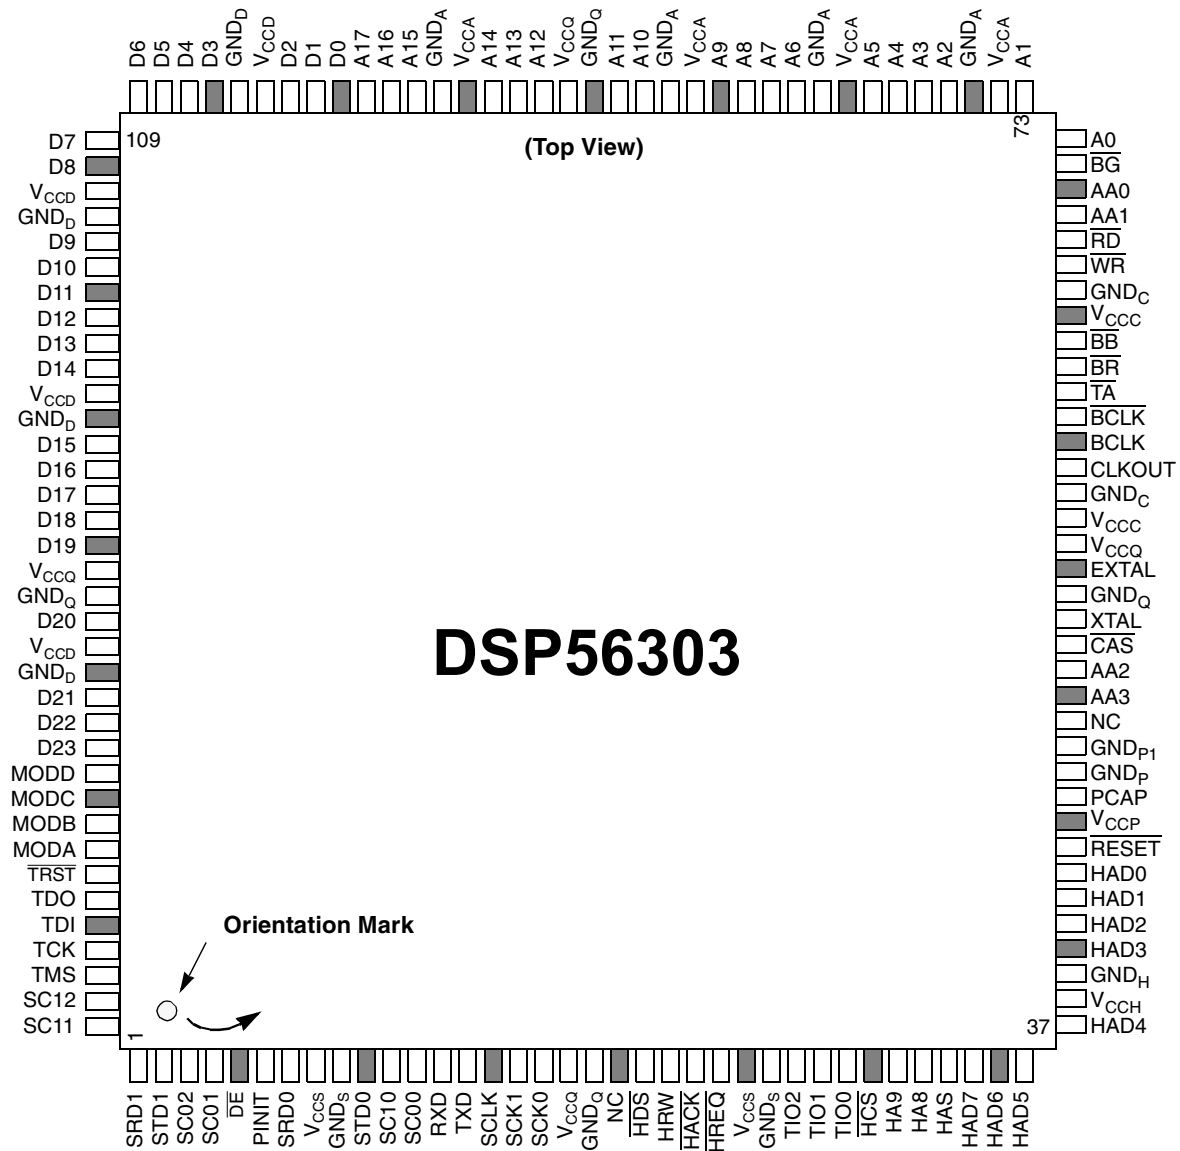 D6
D5
D4
D3
GNDD
VCCD
D2
D1
D0
A17
A16
A15
GNDA
VCCA
A14
A13
A12
VCCQ
GNDQ
A11
A10
GNDA
VCCA
A9
A8
A7
A6
GNDA
VCCA
A5
A4
A3
A2
GNDA
VCCA
A1
109
(Top View)
73
D7
D8
VCCD
GNDD
D9
D10
D11
D12
D13
D14
VCCD
GNDD
D15
D16
D17
D18
D19
VCCQ
GNDQ
D20
VCCD
GNDD
D21
D22
D23
MODD
MODC
MODB
MODA
TRST
TDO
TDI
TCK
TMS
SC12
SC11
DSP56303
Orientation Mark
1
37
A0
BG
AA0
AA1
RD
WR
GNDC
VCCC
BB
BR
TA
BCLK
BCLK
CLKOUT
GNDC
VCCC
VCCQ
EXTAL
GNDQ
XTAL
CAS
AA2
AA3
NC
GNDP1
GNDP
PCAP
VCCP
RESET
HAD0
HAD1
HAD2
HAD3
GNDH
VCCH
HAD4
SRD1
STD1
SC02
SC01
DE
PINIT
SRD0
VCCS
GNDS
STD0
SC10
SC00
RXD
TXD
SCLK
SCK1
SCK0
VCCQ
GNDQ
NC
HDS
HRW
HACK
HREQ
VCCS
GNDS
TIO2
TIO1
TIO0
HCS
HA9
HA8
HAS
HAD7
HAD6
HAD5